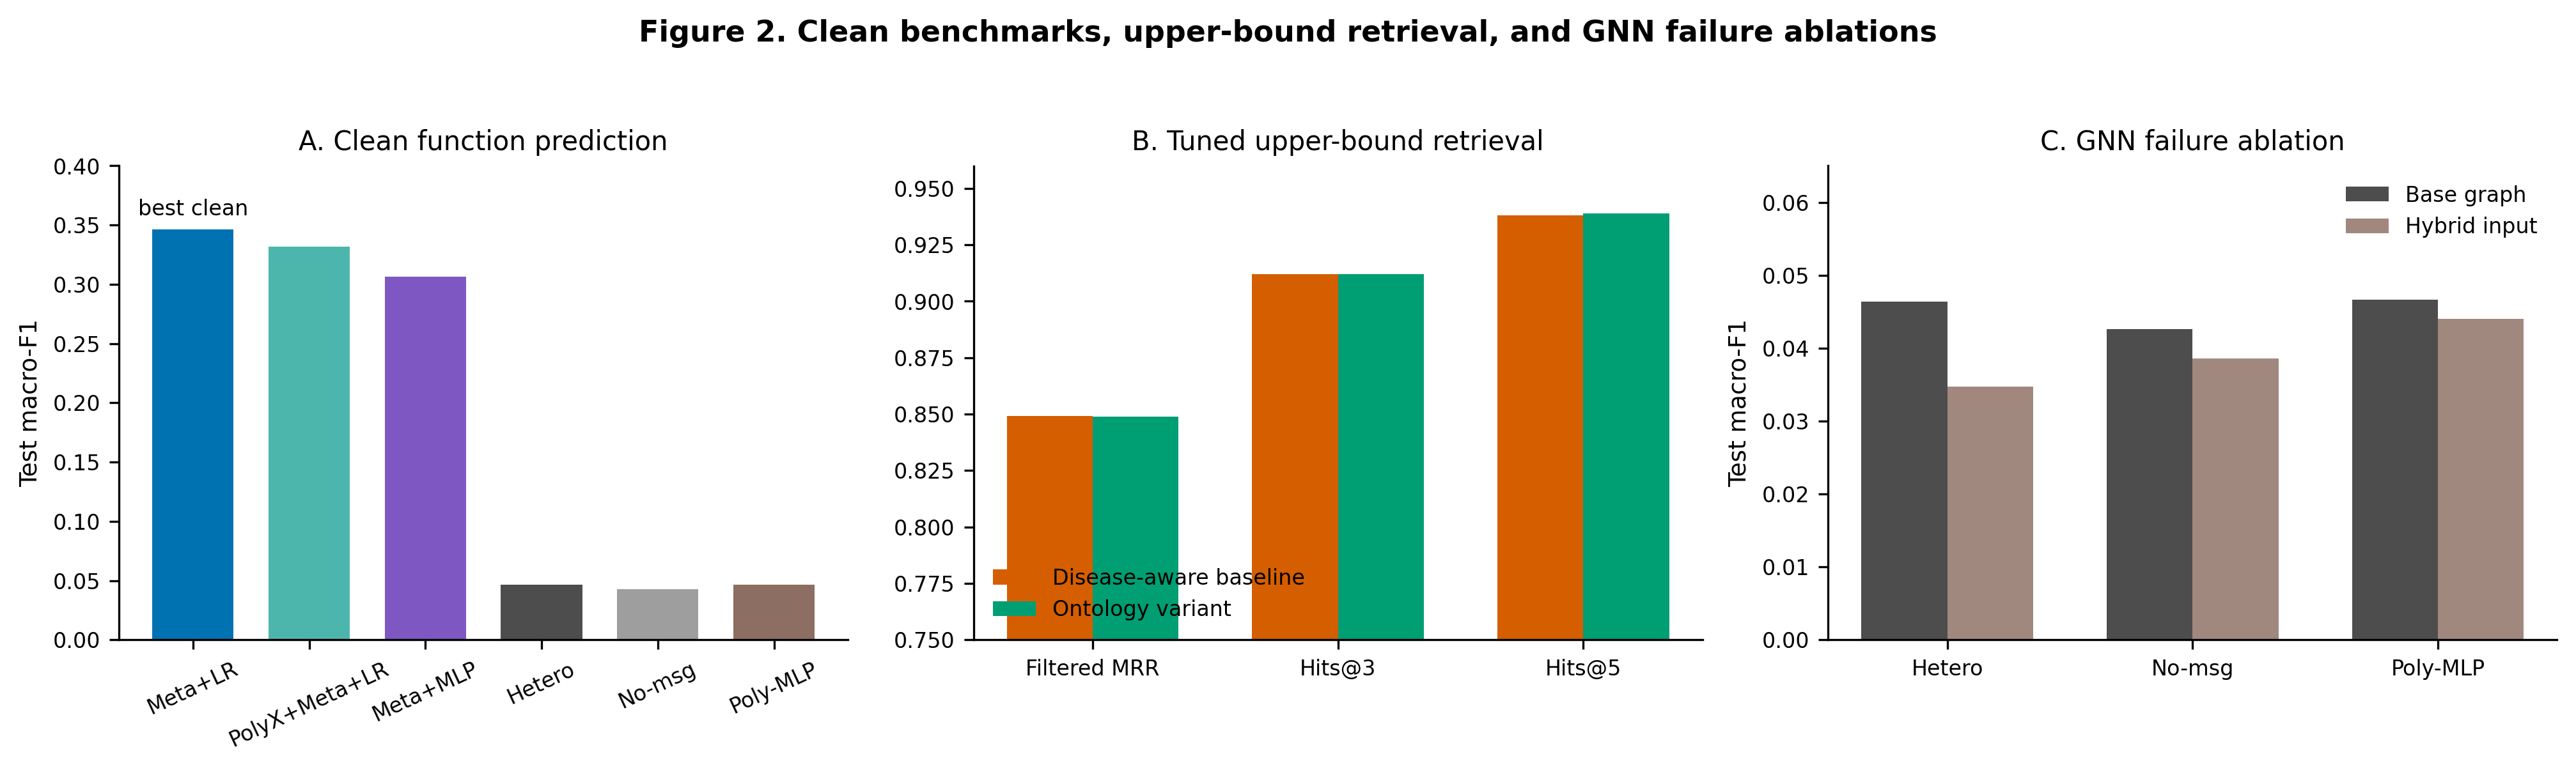 Figure 2. Clean benchmarks, upper-bound retrieval, and GNN failure ablations
A. Clean function prediction
Test macro-F1
0.40
0.35
0.30
0.25
0.20
0.15
0.10
0.05
0.00
best clean
Meta+LR
PolyX+Meta+LR
Meta+MLP
Hetero
No-msg
Poly-MLP
B. Tuned upper-bound retrieval
0.950
0.925
0.900
0.875
0.850
0.825
0.800
0.775
0.750
Disease-aware baseline
Ontology variant
Filtered MRR
Hits@3
Hits@5
C. GNN failure ablation
Test macro-F1
0.06
0.05
0.04
0.03
0.02
0.01
0.00
Base graph
Hybrid input
Hetero
No-msg
Poly-MLP